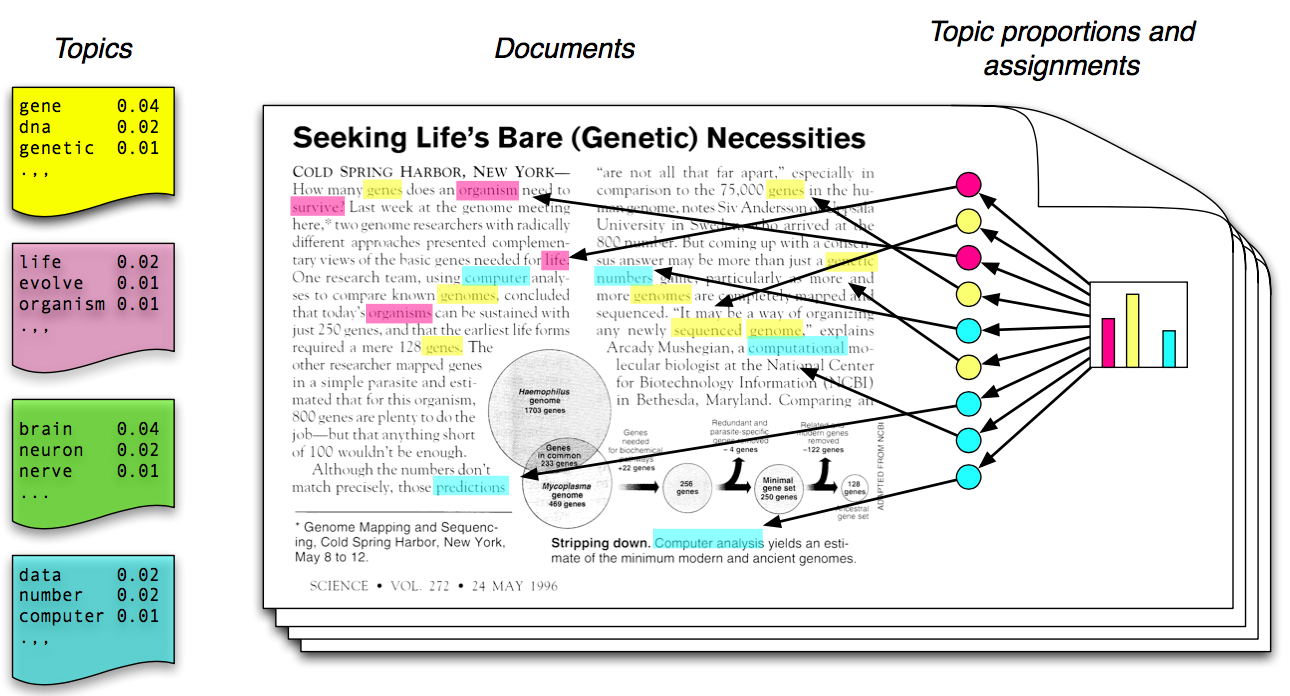 Topics
Documents
Topic proportions and
assignments
gene 0.04
dna 0.02
genetic 0.01
.,,
life 0.02
evolve 0.01
organism 0.01
.,,
brain 0.04
neuron 0.02
nerve 0.01
...
data 0.02
number 0.02
computer 0.01
.,,
Seeking Life's Bare (Genetic) Necessities
COLD SPRING HARBOR, NEW YORK—
How many genes does an organism need to
survive? Last week at the genome meeting
here,* two genome researchers with radically
different approaches presented complemen-
tary views of the basic genes needed for life.
One research team, using computer analy-
ses to compare known genomes, concluded
that today's organisms can be sustained with
just 250 genes, and that the earliest life forms
required a mere 128 genes. The
other researcher mapped genes
in a simple parasite and esti-
mated that for this organism,
800 genes are plenty to do the
job—but that anything short
of 100 wouldn't be enough.
Although the numbers don't
match precisely, those predictions
* Genome Mapping and Sequenc-
ing, Cold Spring Harbor, New York,
May 8 to 12.
"are not all that far apart," especially in
comparison to the 75,000 genes in the hu-
man genome, notes Siv Andersson of
University in Sweden, who arrived at the
800 number. But coming up with a consen-
sus answer may be more than just a genetic
numbers game, particularly as more and
more genomes are completely mapped and
sequenced. "It may be a way of organizing
any newly sequenced genome," explains
Arcady Mushegian, a computational mo-
lecular biologist at the National Center
for Biotechnology Information (NCBI)
in Bethesda, Maryland. Comparing an
Haemophilus
genome
1703 genes
Genes
in common
233 genes
Mycoplasma
genome
469 genes
Genes
needed
for biochemical
pathways
+22 genes
256
genes
Redundant and
parasite-specific
genes removed
– 4 genes
Minimal
gene set
250 genes
Related and
modern genes
removed
–122 genes
128
genes
Ancestral
gene set
ADAPTED FROM NCBI
Stripping down. Computer analysis yields an esti-
mate of the minimum modern and ancient genomes.
SCIENCE • VOL. 272 • 24 MAY 1996